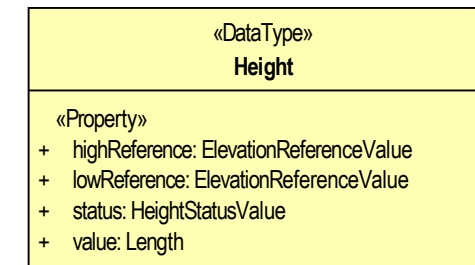 «DataType»
Height
«Property»
+ highReference: ElevationReferenceValue
+ lowReference: ElevationReferenceValue
+ status: HeightStatusValue
+ value: Length